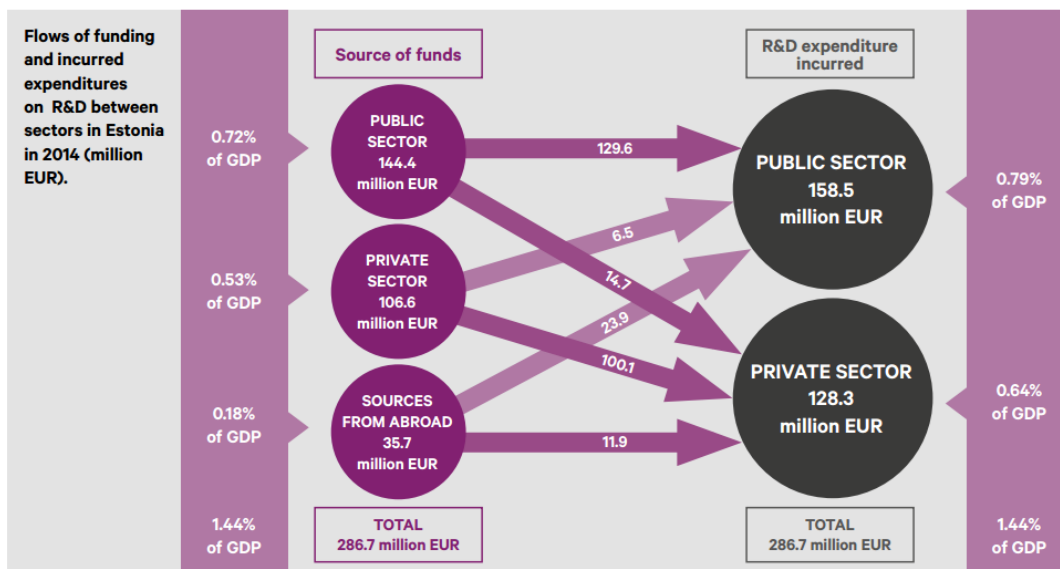 Flows of funding
and incurred
expenditures
on R&D between
sectors in Estonia
in 2014 (million
EUR).
0.72%
of GDP
0.53%
of GDP
0.18%
of GDP
1.44%
of GDP
Source of funds
PUBLIC
SECTOR
144.4
million EUR
PRIVATE
SECTOR
106.6
million EUR
SOURCES
FROM ABROAD
35.7
million EUR
TOTAL
286.7 million EUR
129.6
6.5
14.7
23.9
100.1
11.9
R&D expenditure
incurred
PUBLIC SECTOR
158.5
million EUR
PRIVATE SECTOR
128.3
million EUR
TOTAL
286.7 million EUR
0.79%
of GDP
0.64%
of GDP
1.44%
of GDP